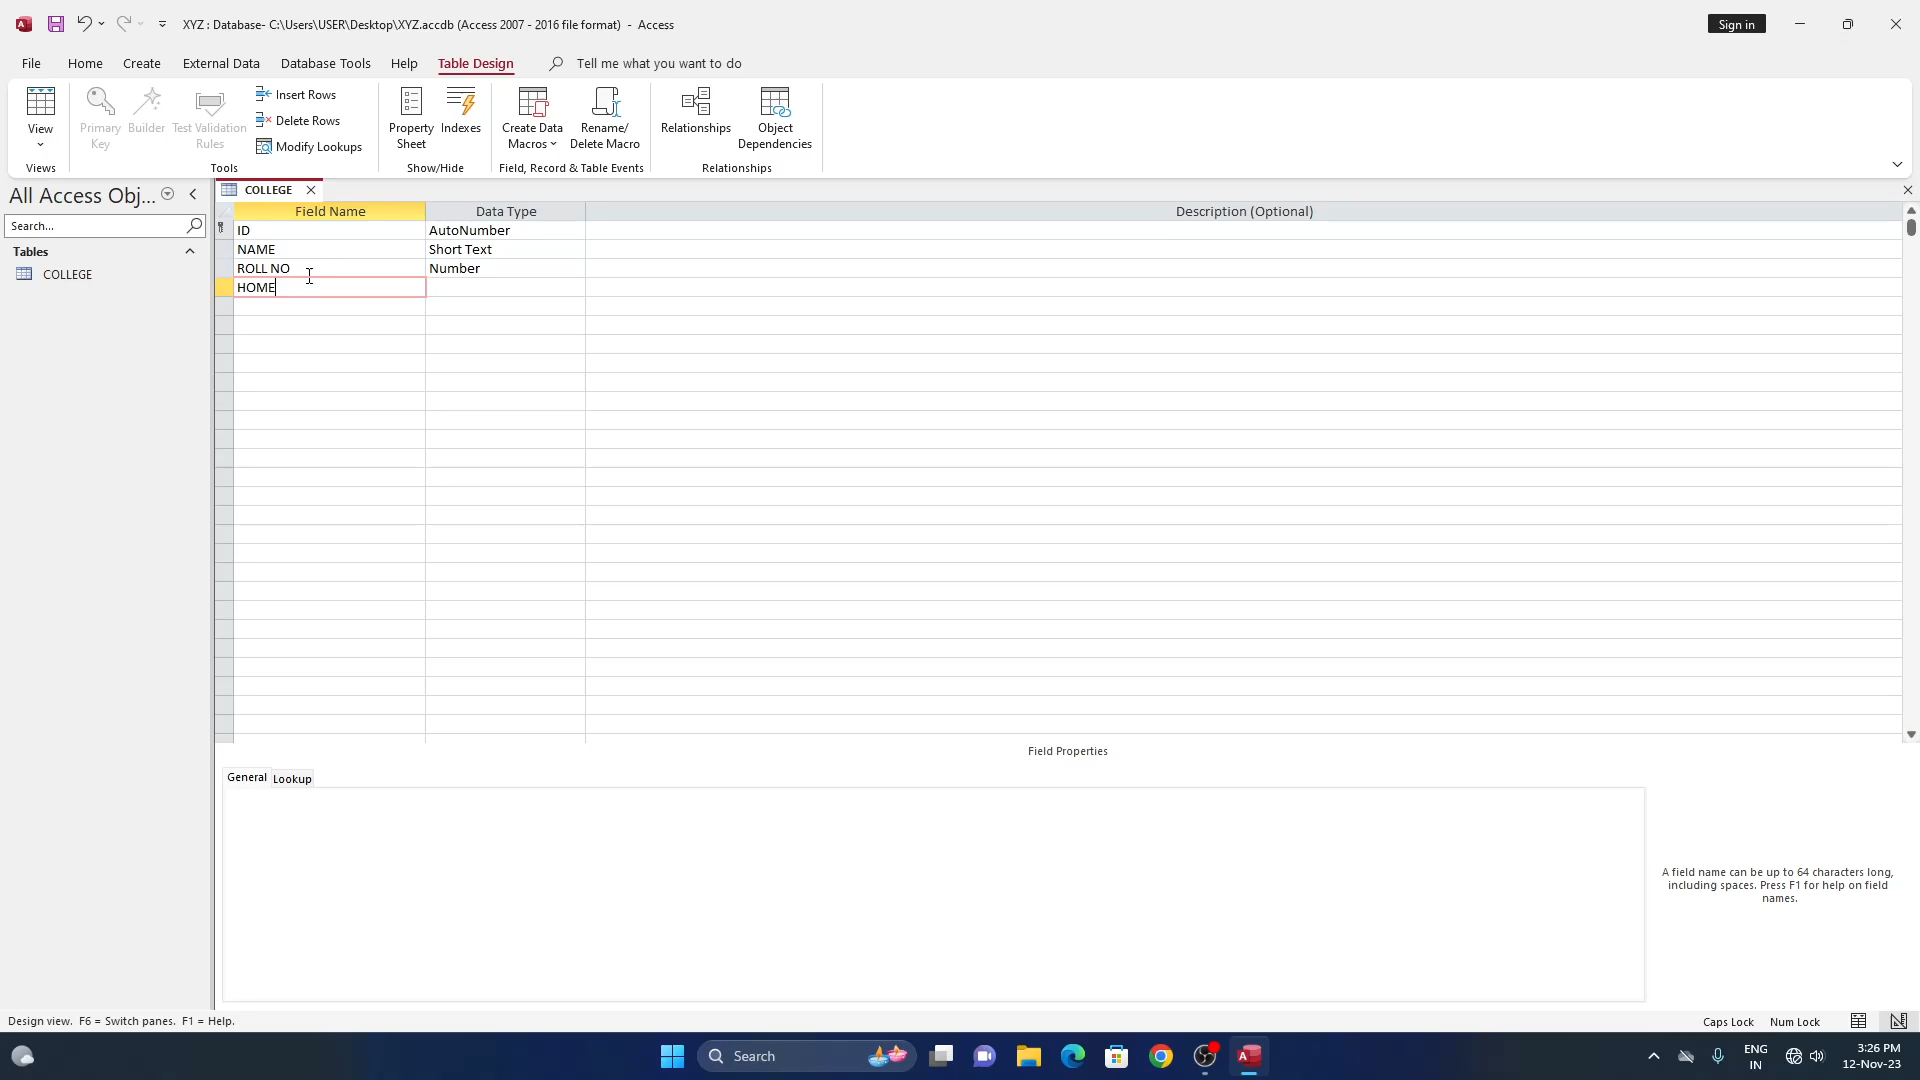 XYZ : Database- C:\Users\USER\Desktop\XYZ.accdb (Access 2007 - 2016 file format)  -  Access
Sign in
File
Home
Create
External Data
Database Tools
Help
Table Design
Tell me what you want to do
View
Primary Key
Builder
Test Validation Rules
Insert Rows
Delete Rows
Modify Lookups
Property Sheet
Indexes
Create Data Macros
Rename/ Delete Macro
Relationships
Object Dependencies
Views
Tools
Show/Hide
Field, Record & Table Events
Relationships
All Access Obj...
Search...
Tables
COLLEGE
COLLEGE
Field Name Data Type Description (Optional)
ID AutoNumber
NAME Short Text
ROLL NO Number
HOME
Field Properties
General Lookup
A field name can be up to 64 characters long,
including spaces. Press F1 for help on field
names.
Design view.  F6 = Switch panes.  F1 = Help.
Caps Lock
Num Lock
Search
ENG
IN
3:26 PM
12-Nov-23